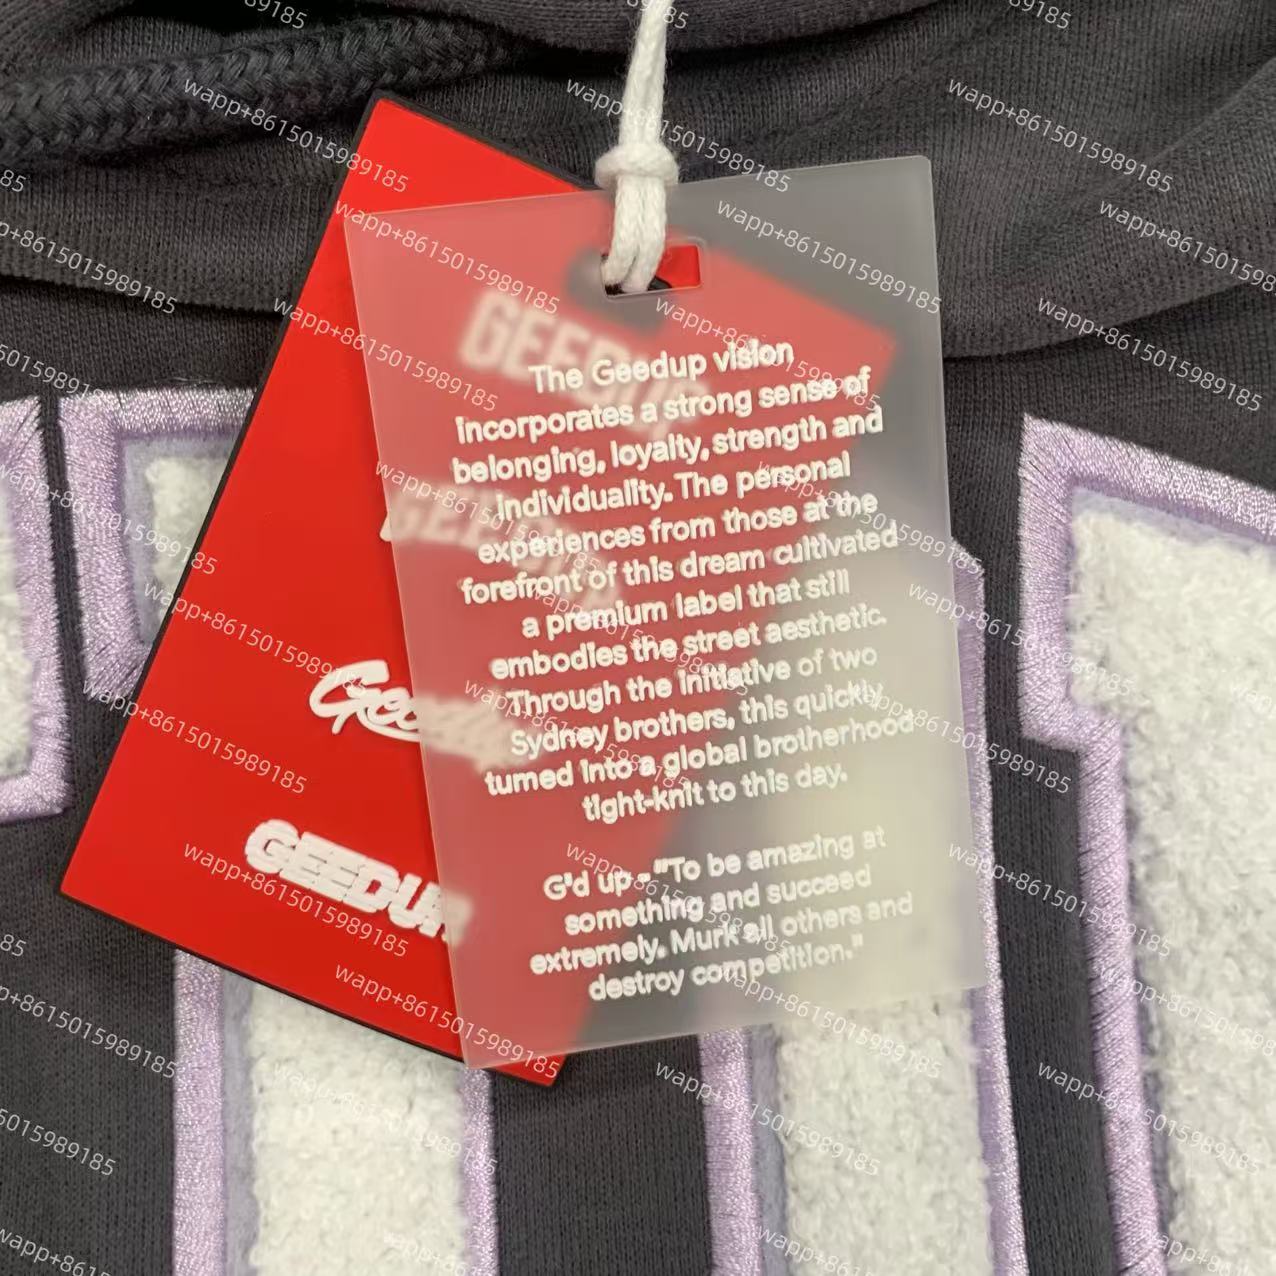 GEEDUP
The Geedup vision
incorporates a strong sense of
belonging, loyalty, strength and
individuality. The personal
experiences from those at the
forefront of this dream cultivated
a premium label that still
embodies the street aesthetic.
Through the initiative of two
Sydney brothers, this quickly
turned into a global brotherhood
tight-knit to this day.
G'd up - "To be amazing at
something and succeed
extremely. Murk all others and
destroy competition."
GEEDUP
wapp+8615015989185